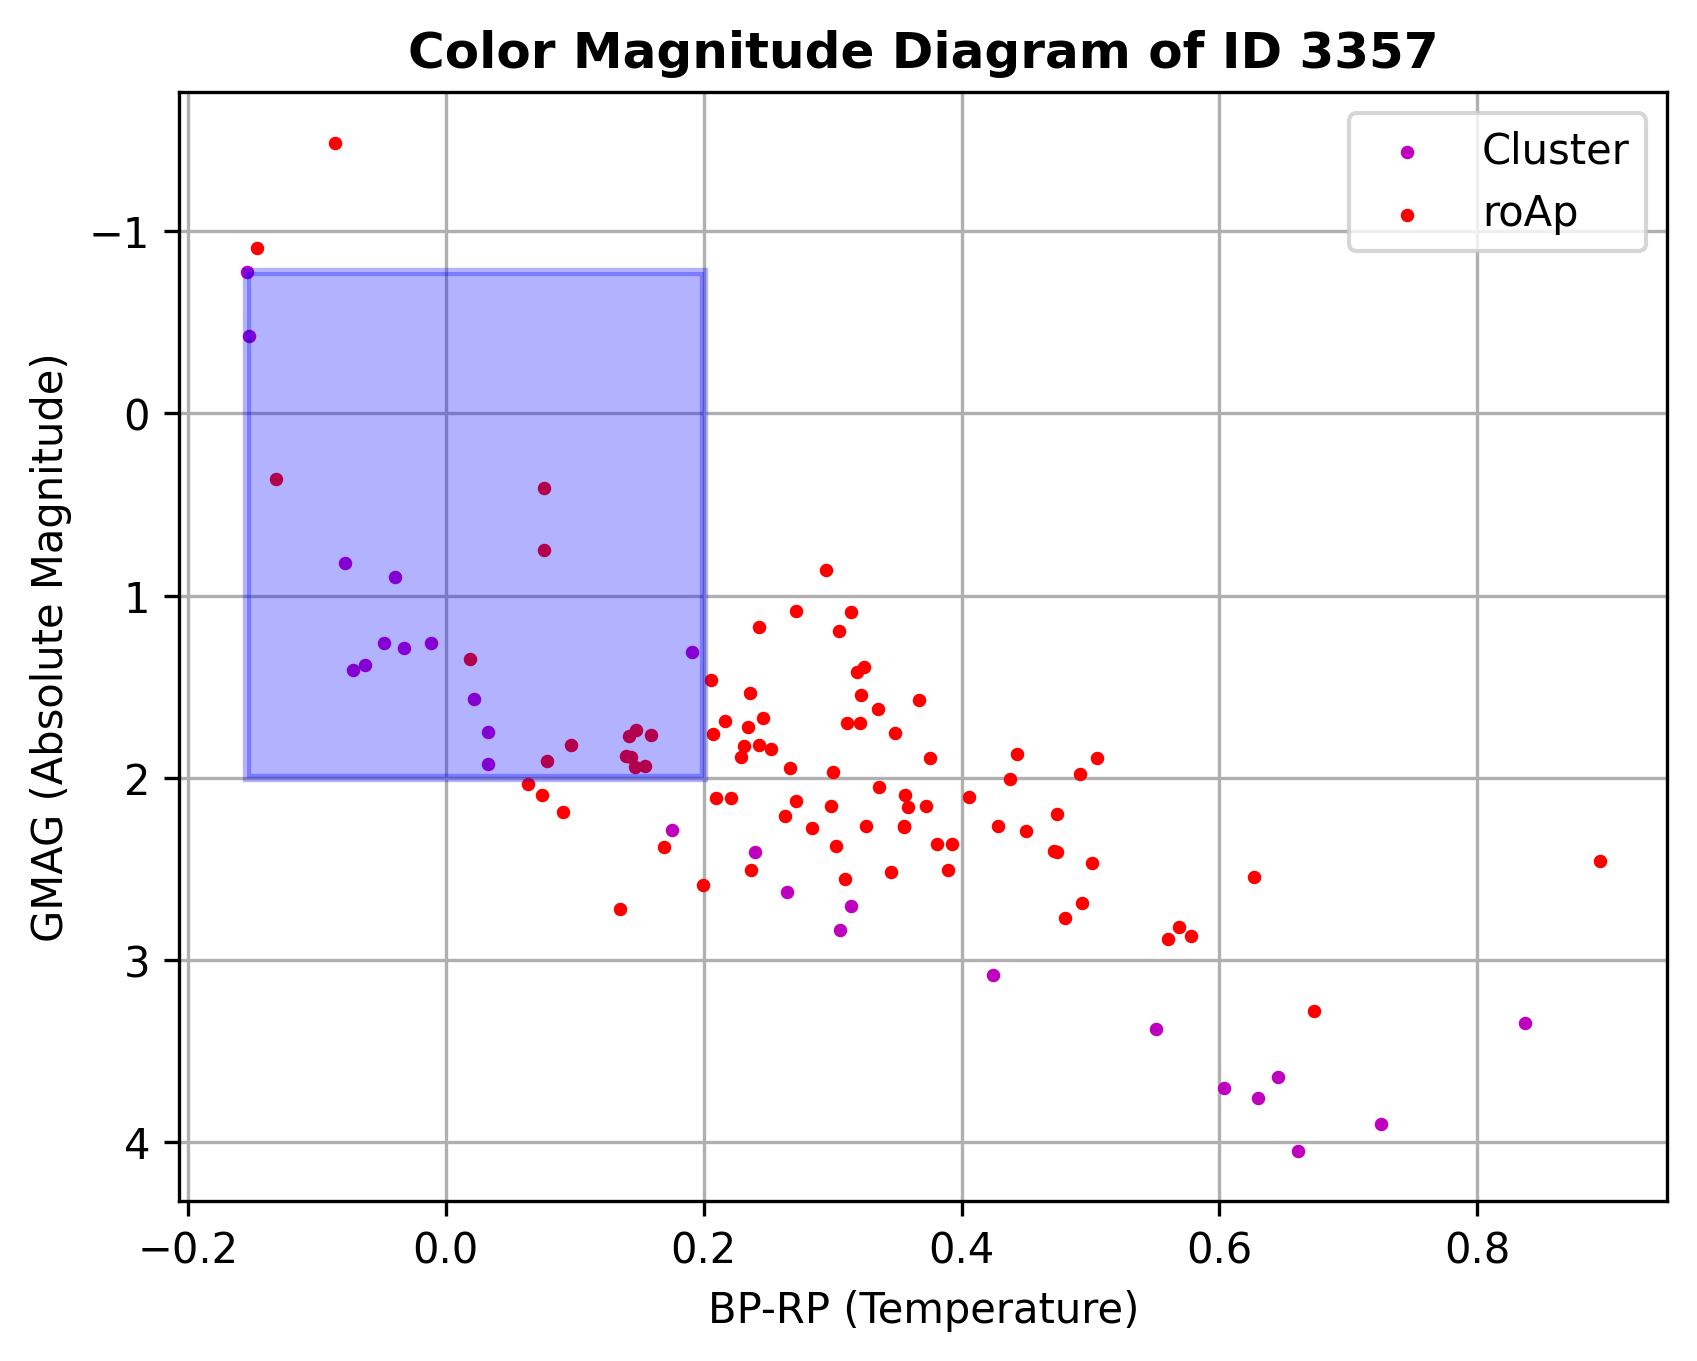 Color Magnitude Diagram of ID 3357
Cluster
roAp
GMAG (Absolute Magnitude)
−1
0
1
2
3
4
−0.2 0.0 0.2 0.4 0.6 0.8
BP-RP (Temperature)